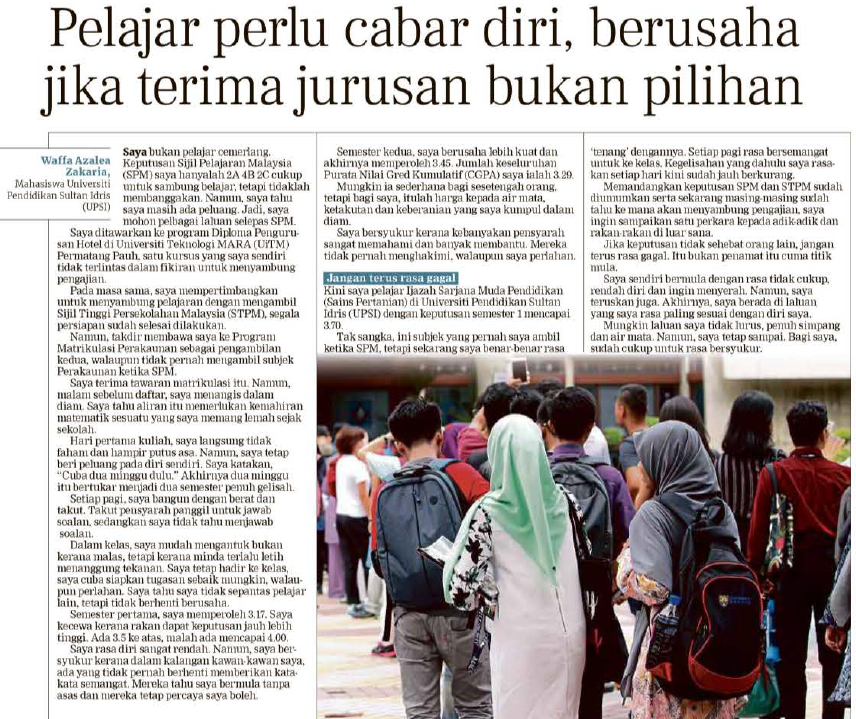 Pelajar perlu cabar diri, berusaha
jika terima jurusan bukan pilihan
Waffa Azalea
Zakaria,
Mahasiswa Universiti
Pendidikan Sultan Idris
(UPSI)
Saya bukan pelajar cemerlang.
Keputusan Sijil Pelajaran Malaysia
(SPM) saya hanyalah 2A 4B 2C cukup
untuk sambung belajar, tetapi tidaklah
membanggakan. Namun, saya tahu
saya masih ada peluang. Jadi, saya
mohon pelbagai laluan selepas SPM.
Saya ditawarkan ke program Diploma Penguru-
san Hotel di Universiti Teknologi MARA (UiTM)
Permatang Pauh, satu kursus yang saya sendiri
tidak terlintas dalam fikiran untuk menyambung
pengajian.
Pada masa sama, saya mempertimbangkan
untuk menyambung pelajaran dengan mengambil
Sijil Tinggi Persekolahan Malaysia (STPM), segala
persiapan sudah selesai dilakukan.
Namun, takdir membawa saya ke Program
Matrikulasi Perakaunan sebagai pengambilan
kedua, walaupun tidak pernah mengambil subjek
Perakaunan ketika SPM.
Saya terima tawaran matrikulasi itu. Namun,
malam sebelum daftar, saya menangis dalam
diam. Saya tahu aliran itu memerlukan kemahiran
matematik sesuatu yang saya memang lemah sejak
sekolah.
Hari pertama kuliah, saya langsung tidak
faham dan hampir putus asa. Namun, saya tetap
beri peluang pada diri sendiri. Saya katakan,
“Cuba dua minggu dulu.” Akhirnya dua minggu
itu bertukar menjadi dua semester penuh gelisah.
Setiap pagi, saya bangun dengan berat dan
takut. Takut pensyarah panggil untuk jawab
soalan, sedangkan saya tidak tahu menjawab
soalan.
Dalam kelas, saya mudah mengantuk bukan
kerana malas, tetapi kerana minda terlalu letih
menanggung tekanan. Saya tetap hadir ke kelas,
saya cuba siapkan tugasan sebaik mungkin, walau-
pun perlahan. Saya tahu saya tidak sepantas pelajar
lain, tetapi tidak berhenti berusaha.
Semester pertama, saya memperoleh 3.17. Saya
kecewa kerana rakan dapat keputusan jauh lebih
tinggi. Ada 3.5 ke atas, malah ada mencapai 4.00.
Saya rasa diri sangat rendah. Namun, saya ber-
syukur kerana dalam kalangan kawan-kawan saya,
ada yang tidak pernah berhenti memberikan kata-
kata semangat. Mereka tahu saya bermula tanpa
asas dan mereka tetap percaya saya boleh.
Semester kedua, saya berusaha lebih kuat dan
akhirnya memperoleh 3.45. Jumlah keseluruhan
Purata Nilai Gred Kumulatif (CGPA) saya ialah 3.29.
Mungkin ia sederhana bagi sesetengah orang,
tetapi bagi saya, itulah harga kepada air mata,
ketakutan dan keberanian yang saya kumpul dalam
diam.
Saya bersyukur kerana kebanyakan pensyarah
sangat memahami dan banyak membantu. Mereka
tidak pernah menghakimi, walaupun saya perlahan.
Jangan terus rasa gagal
Kini saya pelajar Ijazah Sarjana Muda Pendidikan
(Sains Pertanian) di Universiti Pendidikan Sultan
Idris (UPSI) dengan keputusan semester 1 mencapai
3.70.
Tak sangka, ini subjek yang pernah saya ambil
ketika SPM, tetapi sekarang saya benar-benar rasa
‘tenang’ dengannya. Setiap pagi rasa bersemangat
untuk ke kelas. Kegelisahan yang dahulu saya rasa-
kan setiap hari kini sudah jauh berkurang.
Memandangkan keputusan SPM dan STPM sudah
diumumkan serta sekarang masing-masing sudah
tahu ke mana akan menyambung pengajian, saya
ingin sampaikan satu perkara kepada adik-adik dan
rakan-rakan di luar sana.
Jika keputusan tidak sehebat orang lain, jangan
terus rasa gagal. Itu bukan penamat itu cuma titik
mula.
Saya sendiri bermula dengan rasa tidak cukup,
rendah diri dan ingin menyerah. Namun, saya
teruskan juga. Akhirnya, saya berada di laluan
yang saya rasa paling sesuai dengan diri saya.
Mungkin laluan saya tidak lurus, penuh simpang
dan air mata. Namun, saya tetap sampai. Bagi saya,
sudah cukup untuk rasa bersyukur.